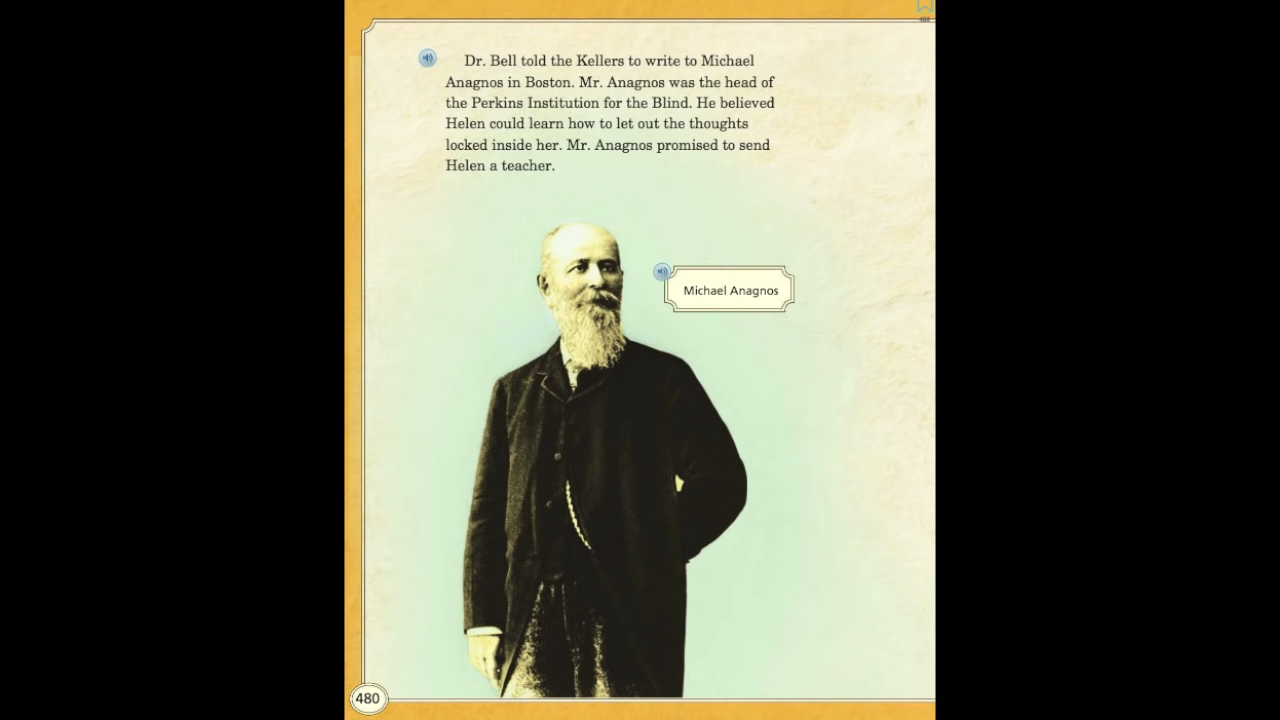 Dr. Bell told the Kellers to write to Michael
Anagnos in Boston. Mr. Anagnos was the head of
the Perkins Institution for the Blind. He believed
Helen could learn how to let out the thoughts
locked inside her. Mr. Anagnos promised to send
Helen a teacher.
Michael Anagnos
480